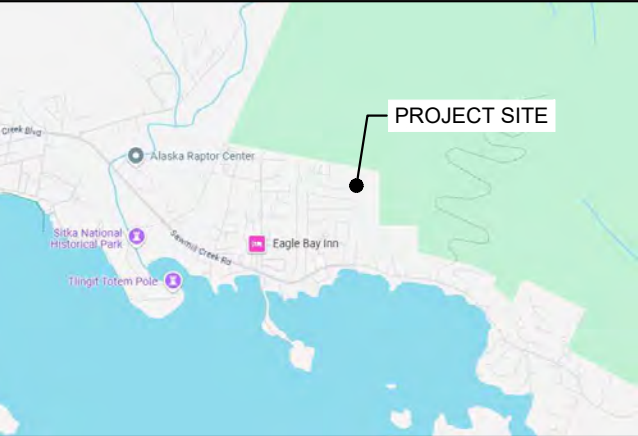 PROJECT SITE
Creek Blvd
Alaska Raptor Center
Sitka National
Historical Park
Sawmill Creek Rd
Eagle Bay Inn
Tlingit Totem Pole